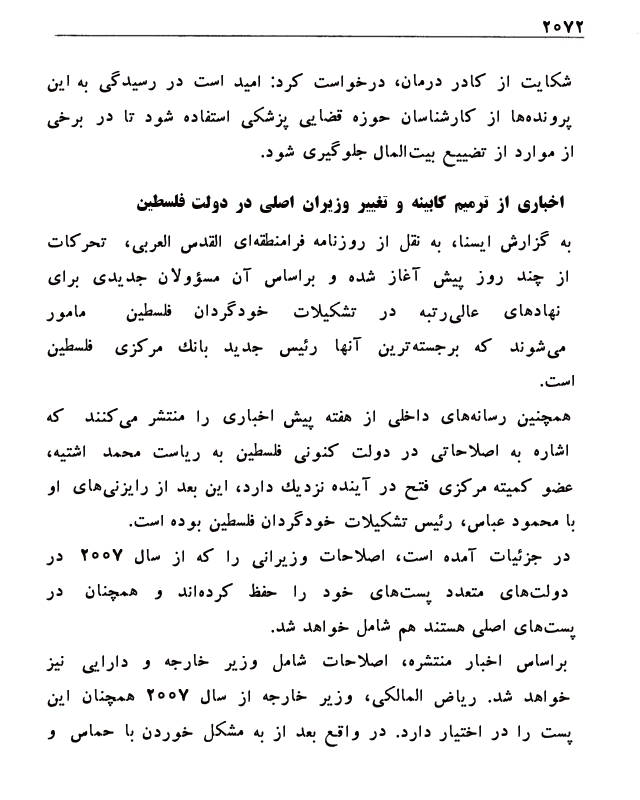 ۲۰۷۲
شکایت از کادر درمان، درخواست کرد: امید است در رسیدگی به این
پرونده‌ها از کارشناسان حوزه قضایی پزشکی استفاده شود تا در برخی
از موارد از تضییع بیت‌المال جلوگیری شود.
اخباری از ترمیم کابینه و تغییر وزیران اصلی در دولت فلسطین
به گزارش ایسنا، به نقل از روزنامه فرامنطقه‌ای القدس العربی، تحرکات
از چند روز پیش آغاز شده و براساس آن مسؤولان جدیدی برای
نهادهای عالی‌رتبه در تشکیلات خودگردان فلسطین مامور
می‌شوند که برجسته‌ترین آنها رئیس جدید بانك مرکزی فلسطین
است.
همچنین رسانه‌های داخلی از هفته پیش اخباری را منتشر می‌کنند که
اشاره به اصلاحاتی در دولت کنونی فلسطین به ریاست محمد اشتیه،
عضو کمیته مرکزی فتح در آینده نزدیك دارد، این بعد از رایزنی‌های او
با محمود عباس، رئیس تشکیلات خودگردان فلسطین بوده است.
در جزئیات آمده است، اصلاحات وزیرانی را که از سال ۲۰۰۷ در
دولت‌های متعدد پست‌های خود را حفظ کرده‌اند و همچنان در
پست‌های اصلی هستند هم شامل خواهد شد.
براساس اخبار منتشره، اصلاحات شامل وزیر خارجه و دارایی نیز
خواهد شد. ریاض المالکی، وزیر خارجه از سال ۲۰۰۷ همچنان این
پست را در اختیار دارد. در واقع بعد از به مشکل خوردن با حماس و